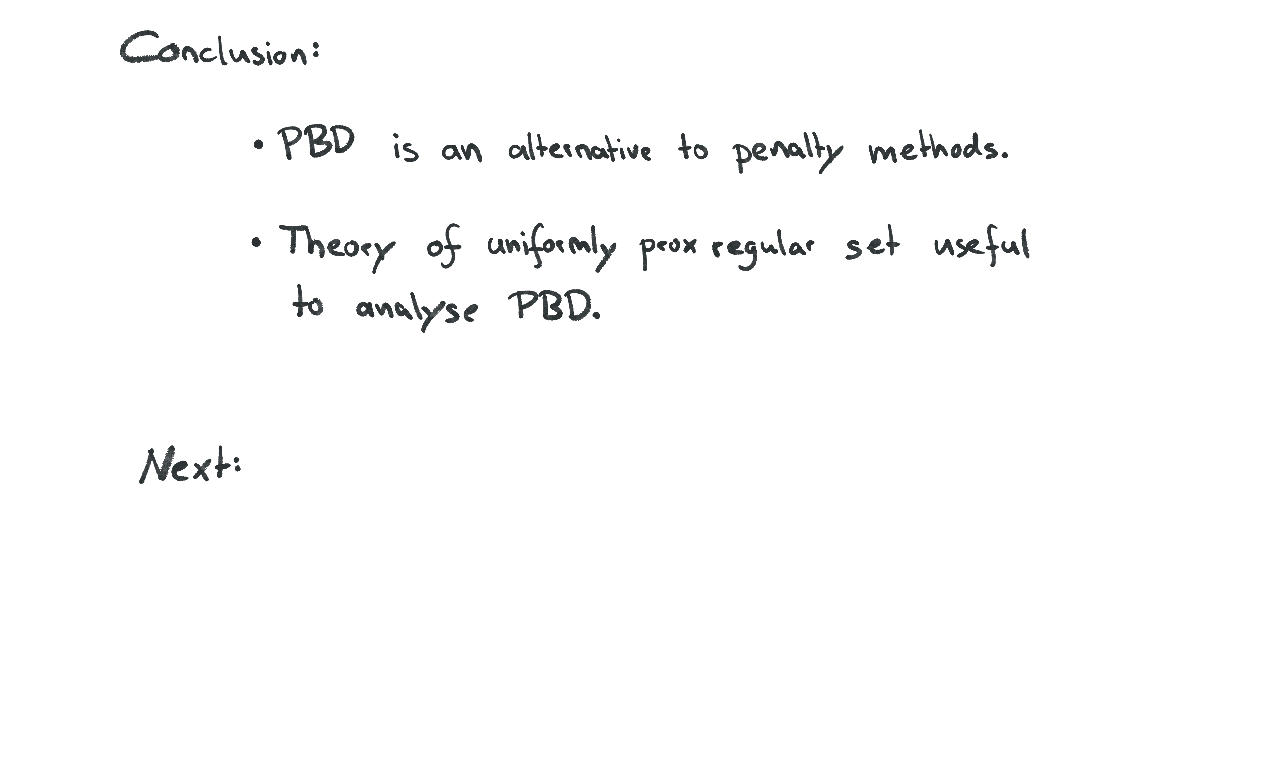 Conclusion:
• PBD is an alternative to penalty methods.
• Theory of uniformly prox regular set useful
to analyse PBD.
Next: